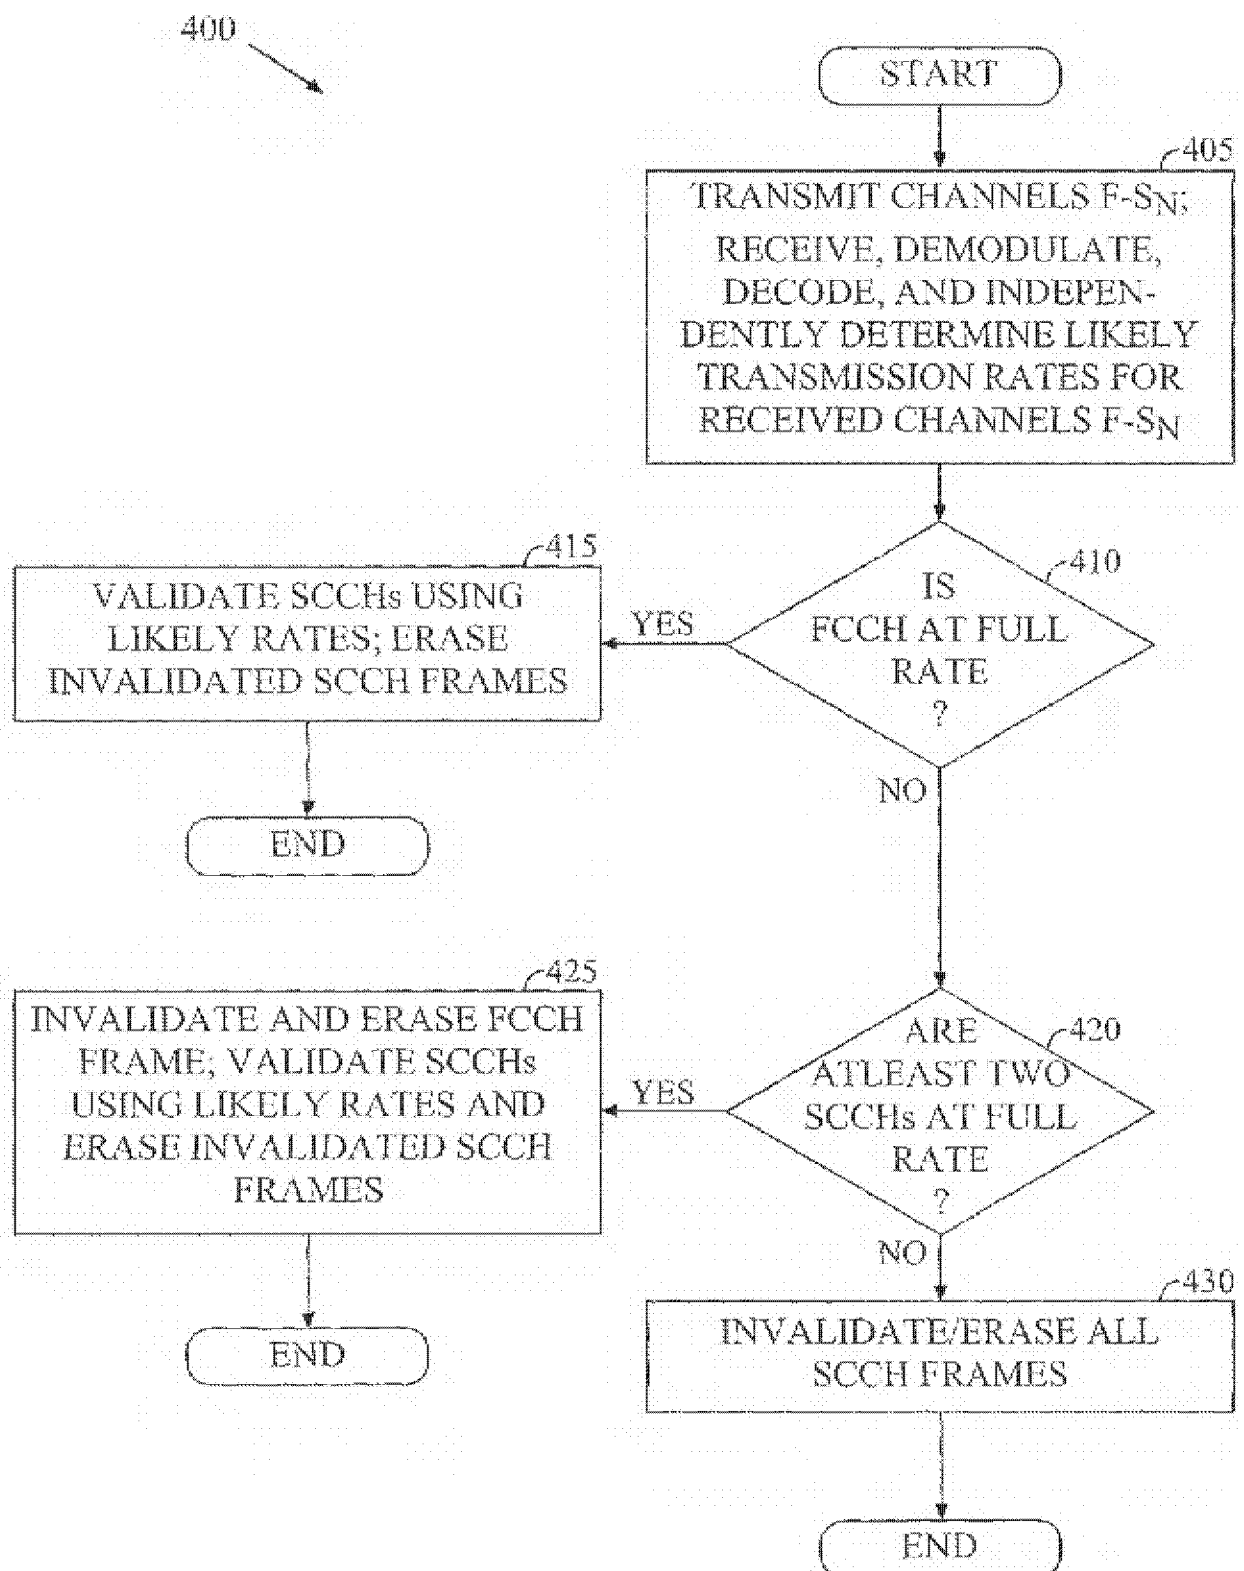 400
START
405
TRANSMIT CHANNELS F-SN;
RECEIVE, DEMODULATE,
DECODE, AND INDEPEN-
DENTLY DETERMINE LIKELY
TRANSMISSION RATES FOR
RECEIVED CHANNELS F-SN
410
IS
FCCH AT FULL
RATE
?
YES
NO
415
VALIDATE SCCHs USING
LIKELY RATES; ERASE
INVALIDATED SCCH FRAMES
END
420
ARE
ATLEAST TWO
SCCHs AT FULL
RATE
?
YES
NO
425
INVALIDATE AND ERASE FCCH
FRAME; VALIDATE SCCHs
USING LIKELY RATES AND
ERASE INVALIDATED SCCH
FRAMES
END
430
INVALIDATE/ERASE ALL
SCCH FRAMES
END